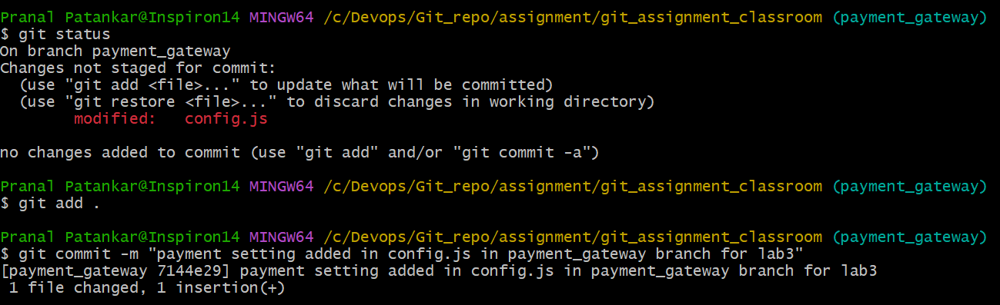 Pranal Patankar@Inspiron14 MINGW64 /c/Devops/Git_repo/assignment/git_assignment_classroom (payment_gateway)
$ git status
On branch payment_gateway
Changes not staged for commit:
  (use "git add <file>..." to update what will be committed)
  (use "git restore <file>..." to discard changes in working directory)
        modified:   config.js

no changes added to commit (use "git add" and/or "git commit -a")

Pranal Patankar@Inspiron14 MINGW64 /c/Devops/Git_repo/assignment/git_assignment_classroom (payment_gateway)
$ git add .

Pranal Patankar@Inspiron14 MINGW64 /c/Devops/Git_repo/assignment/git_assignment_classroom (payment_gateway)
$ git commit -m "payment setting added in config.js in payment_gateway branch for lab3"
[payment_gateway 7144e29] payment setting added in config.js in payment_gateway branch for lab3
 1 file changed, 1 insertion(+)